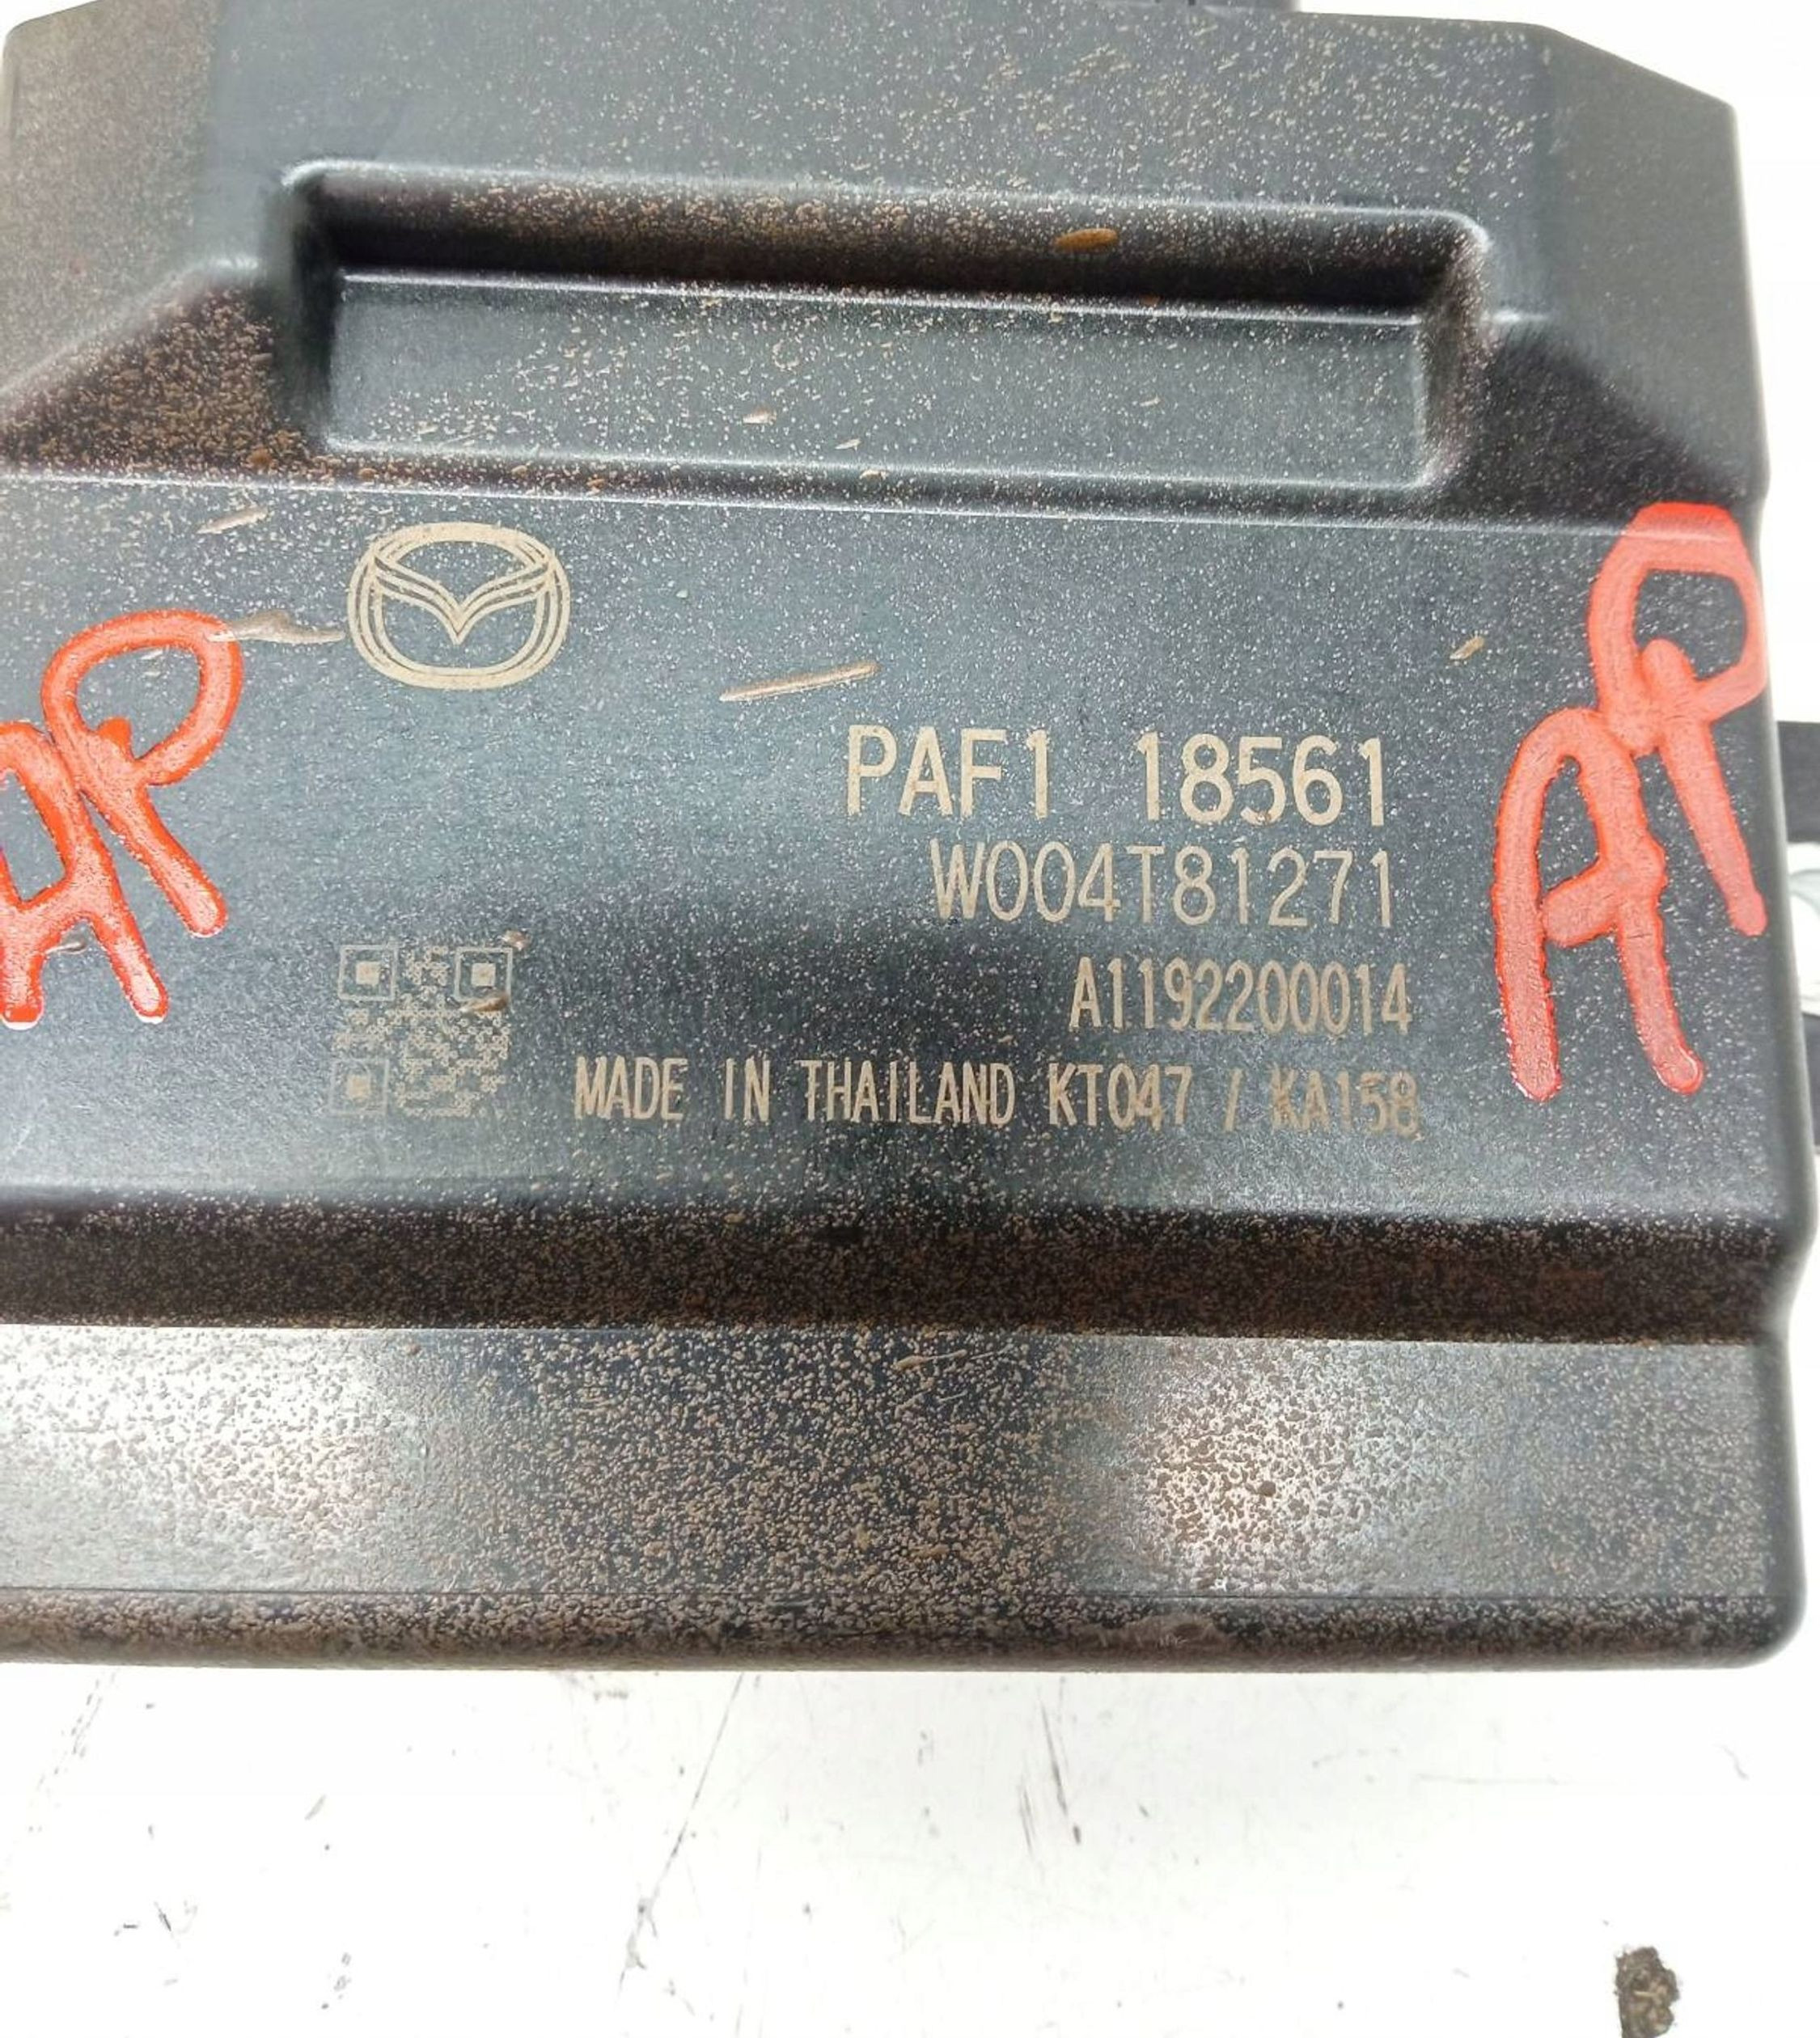 AP
AP
PAF1 18561
W004T81271
A1192200014
MADE IN THAILAND KT047 / KA158